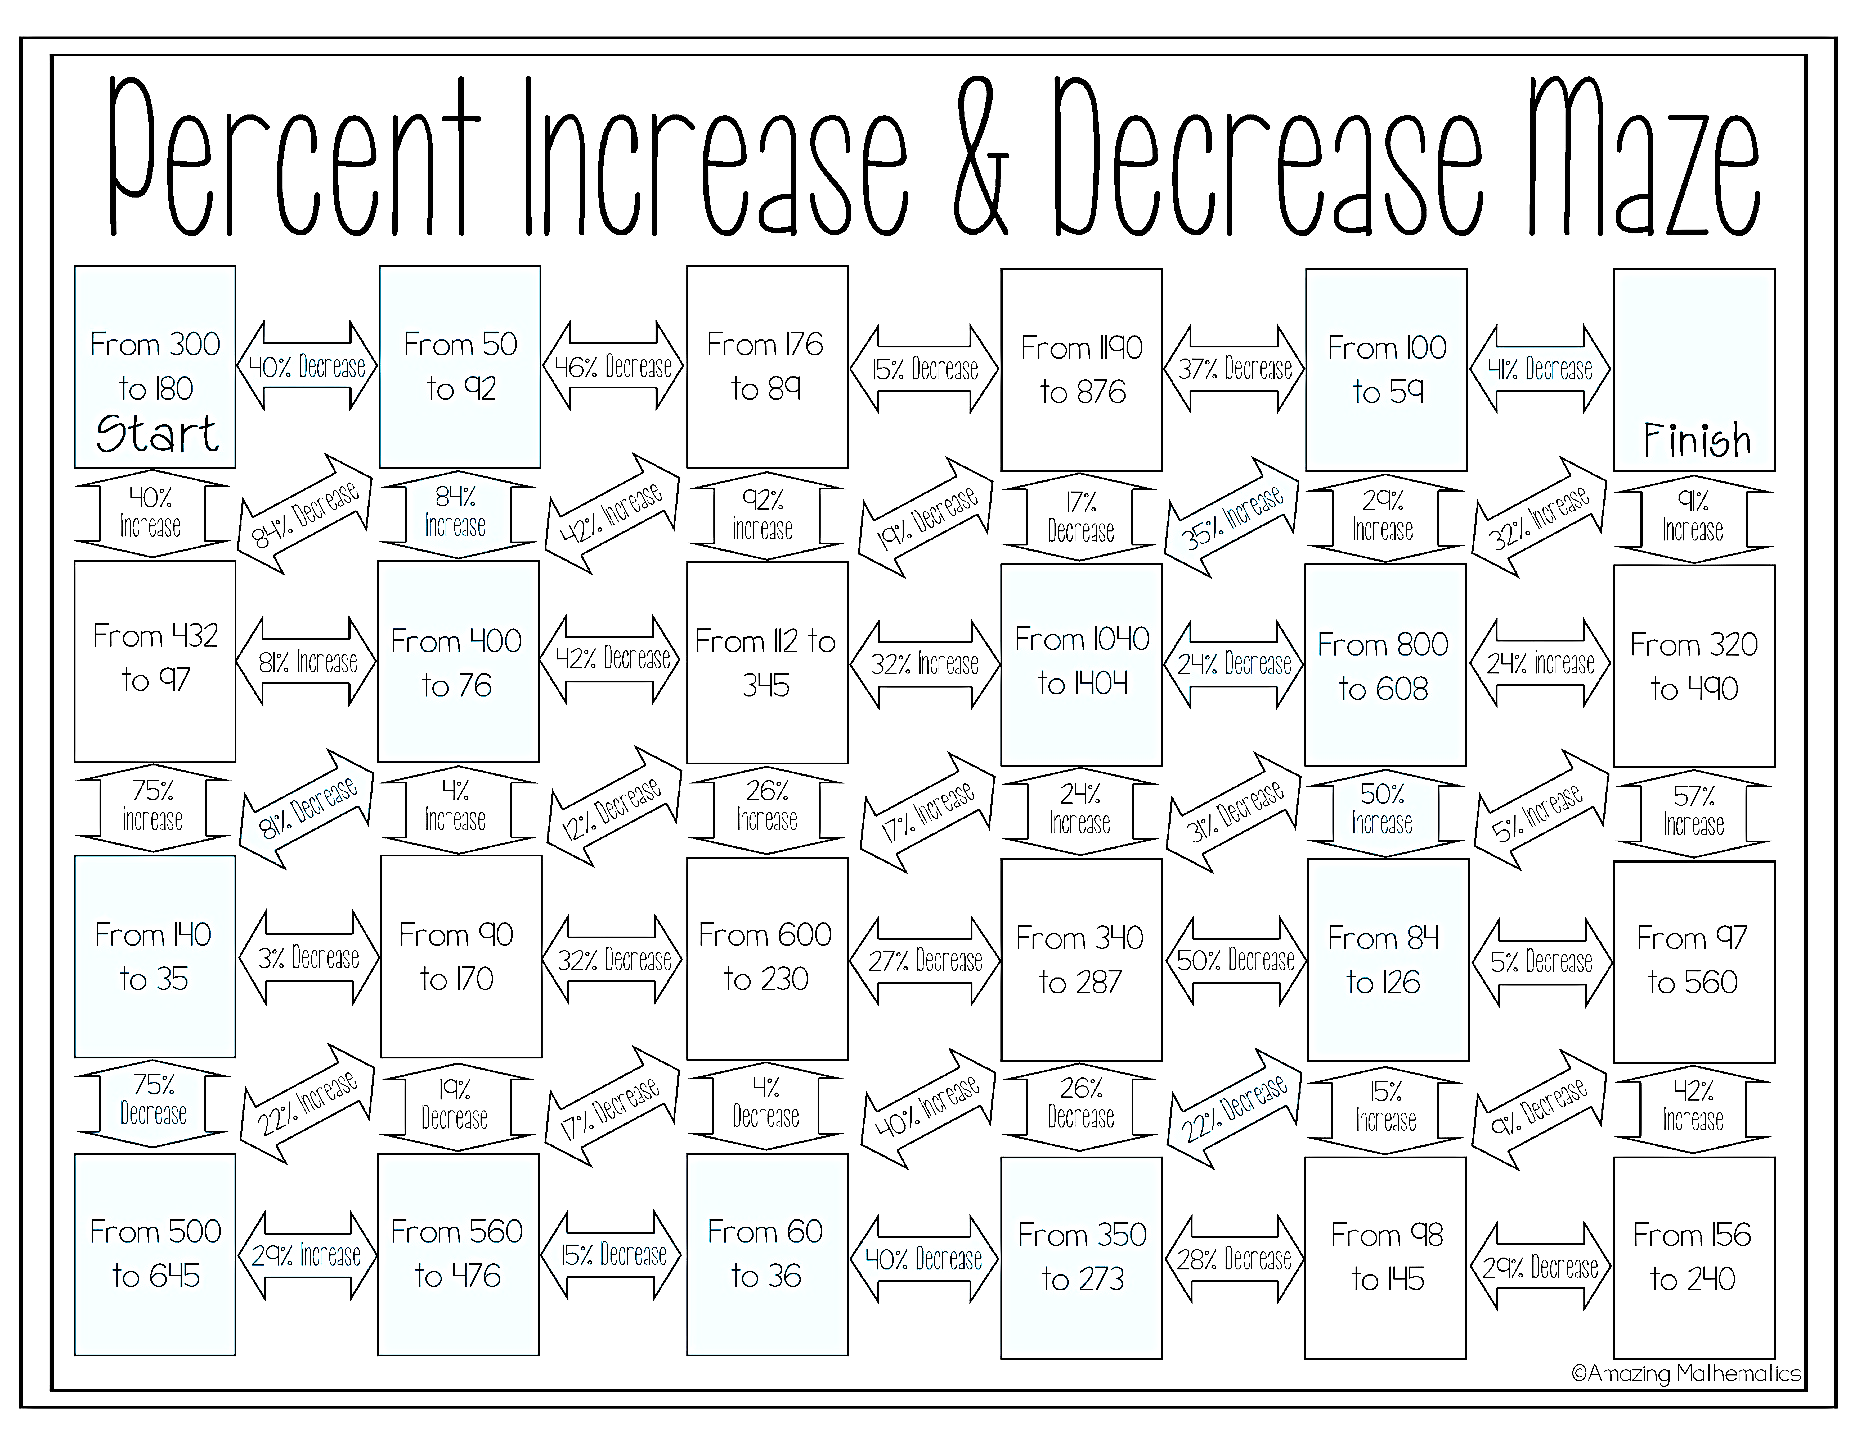 Percent Increase & Decrease Maze
From 300
to 180
Start
40% Decrease
From 50
to 92
46% Decrease
From 176
to 89
15% Decrease
From 1190
to 876
37% Decrease
From 100
to 59
41% Decrease
Finish
40%
Increase
84% Decrease
84%
Increase
42% Increase
92%
increase
19% Decrease
17%
Decrease
35% Increase
29%
Increase
32% Increase
91%
Increase
From 432
to 97
81% Increase
From 400
to 76
42% Decrease
From 112 to
345
32% Increase
From 1040
to 1404
24% Decrease
From 800
to 608
24% increase
From 320
to 490
75%
increase
81% Decrease
4%
Increase
12% Decrease
26%
Increase
17% Increase
24%
Increase
31% Decrease
50%
Increase
5% Increase
57%
Increase
From 140
to 35
3% Decrease
From 90
to 170
32% Decrease
From 600
to 230
27% Decrease
From 340
to 287
50% Decrease
From 84
to 126
5% Decrease
From 97
to 560
75%
Decrease
22% Increase
19%
Decrease
17% Decrease
4%
Decrease
40% Increase
26%
Decrease
22% Decrease
15%
Increase
9% Decrease
42%
Increase
From 500
to 645
29% increase
From 560
to 476
15% Decrease
From 60
to 36
40% Decrease
From 350
to 273
28% Decrease
From 98
to 145
29% Decrease
From 156
to 240
©Amazing Mathematics